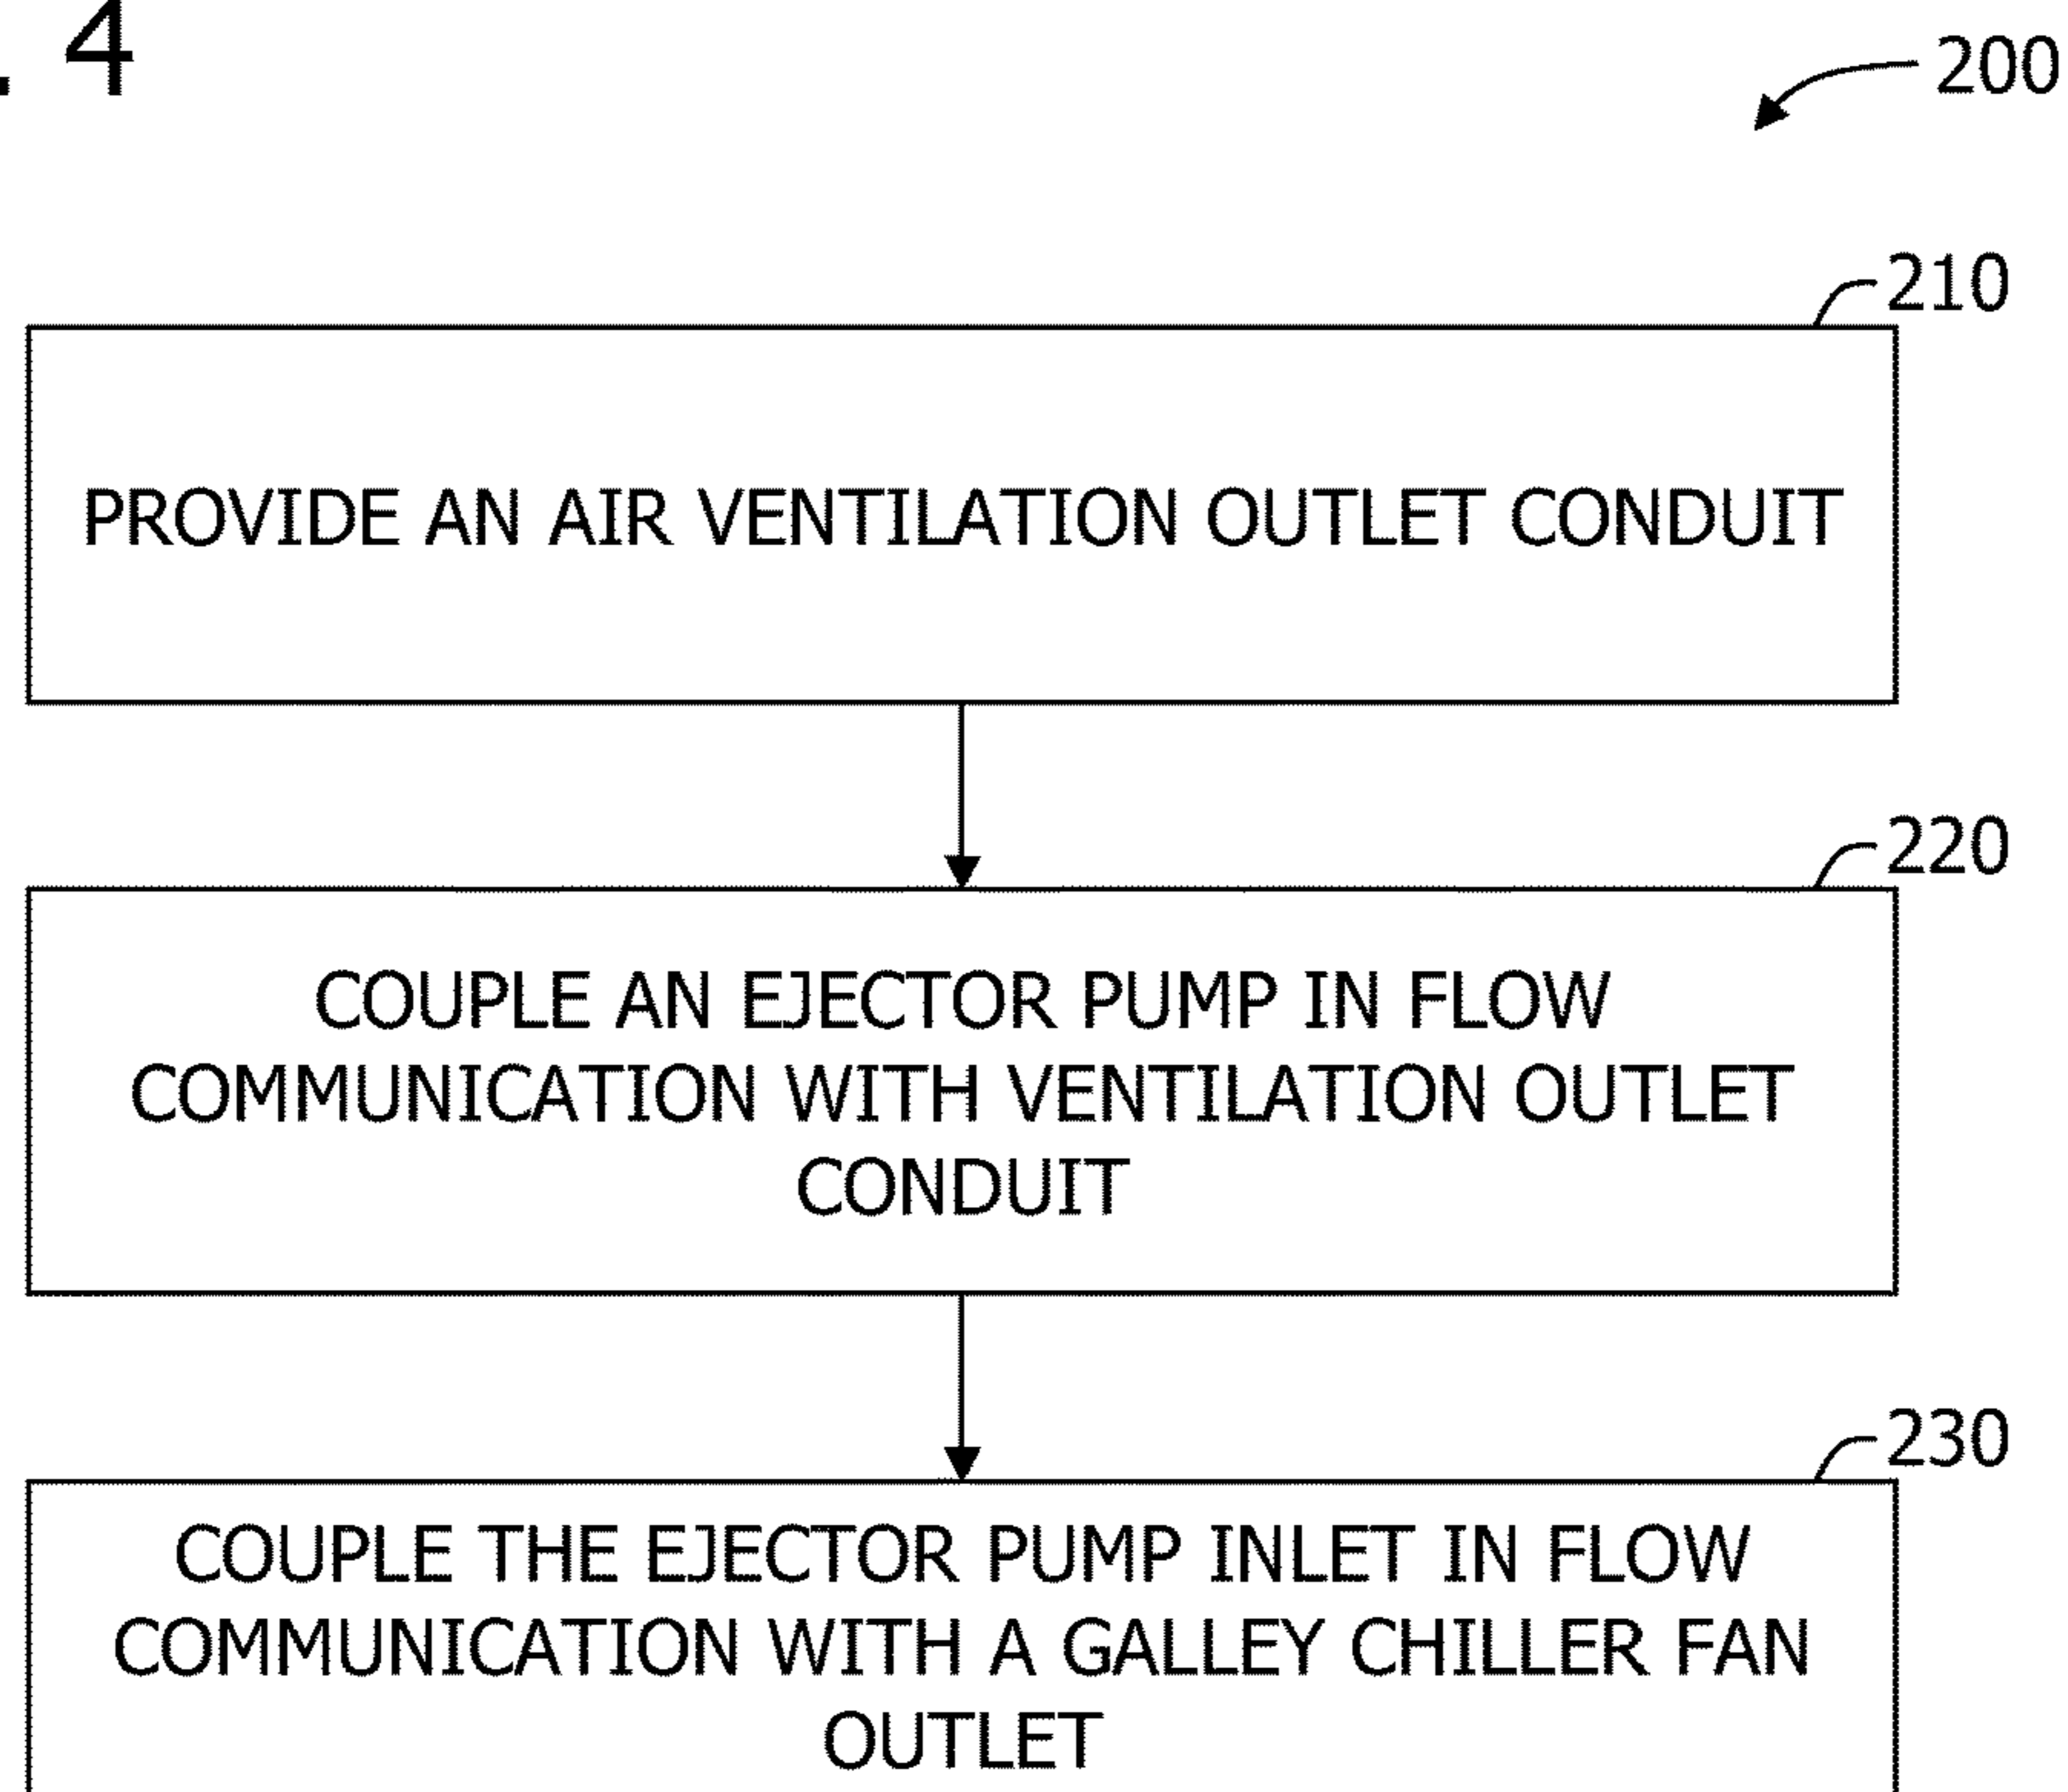 . 4
200
210
PROVIDE AN AIR VENTILATION OUTLET CONDUIT
220
COUPLE AN EJECTOR PUMP IN FLOW
COMMUNICATION WITH VENTILATION OUTLET
CONDUIT
230
COUPLE THE EJECTOR PUMP INLET IN FLOW
COMMUNICATION WITH A GALLEY CHILLER FAN
OUTLET